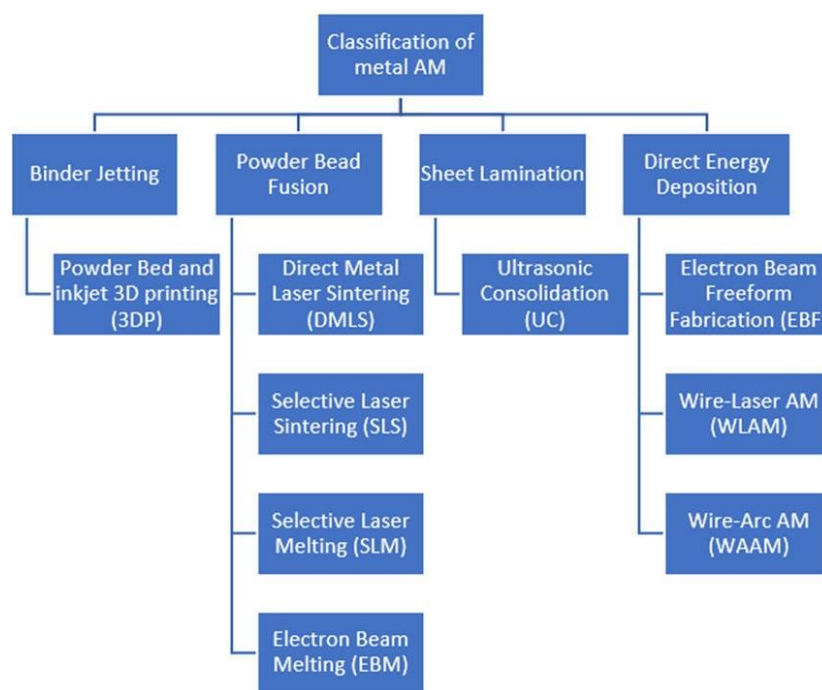 Classification of
metal AM
Binder Jetting
Powder Bead
Fusion
Sheet Lamination
Direct Energy
Deposition
Powder Bed and
inkjet 3D printing
(3DP)
Direct Metal
Laser Sintering
(DMLS)
Ultrasonic
Consolidation
(UC)
Electron Beam
Freeform
Fabrication (EBF
Selective Laser
Sintering (SLS)
Wire-Laser AM
(WLAM)
Selective Laser
Melting (SLM)
Wire-Arc AM
(WAAM)
Electron Beam
Melting (EBM)